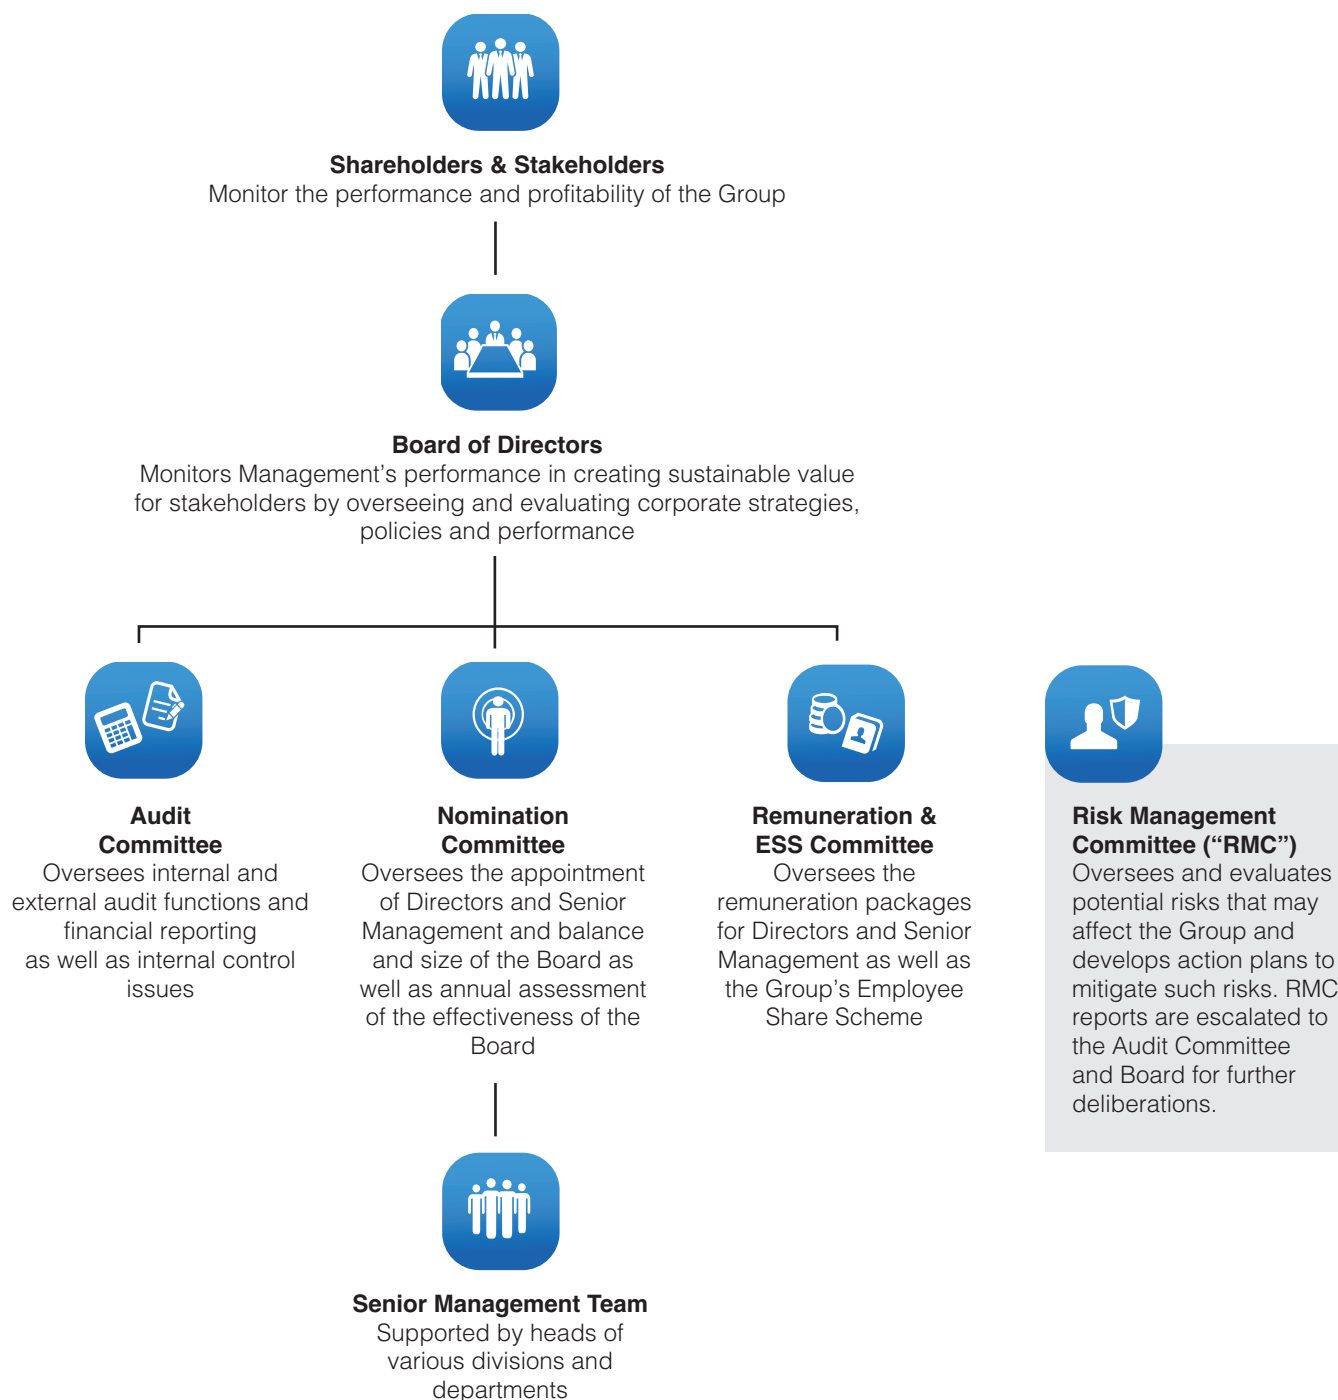 Shareholders & Stakeholders
Monitor the performance and profitability of the Group
Board of Directors
Monitors Management’s performance in creating sustainable value
for stakeholders by overseeing and evaluating corporate strategies,
policies and performance
Audit
Committee
Oversees internal and
external audit functions and
financial reporting
as well as internal control
issues
Nomination
Committee
Oversees the appointment
of Directors and Senior
Management and balance
and size of the Board as
well as annual assessment
of the effectiveness of the
Board
Remuneration &
ESS Committee
Oversees the
remuneration packages
for Directors and Senior
Management as well as
the Group’s Employee
Share Scheme
Risk Management
Committee (“RMC”)
Oversees and evaluates
potential risks that may
affect the Group and
develops action plans to
mitigate such risks. RMC
reports are escalated to
the Audit Committee
and Board for further
deliberations.
Senior Management Team
Supported by heads of
various divisions and
departments